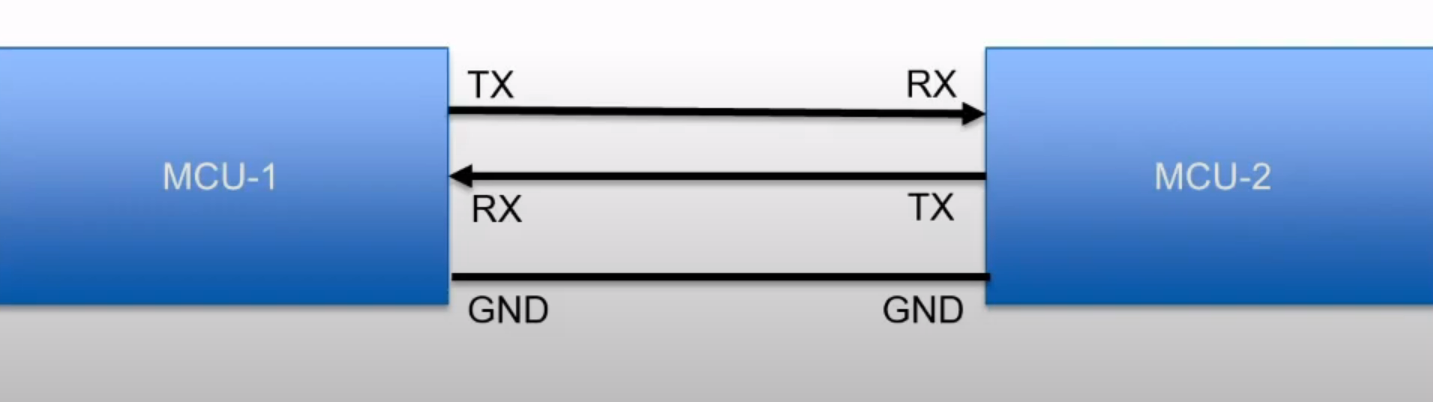 TX RX
MCU-1 MCU-2
RX TX
GND GND